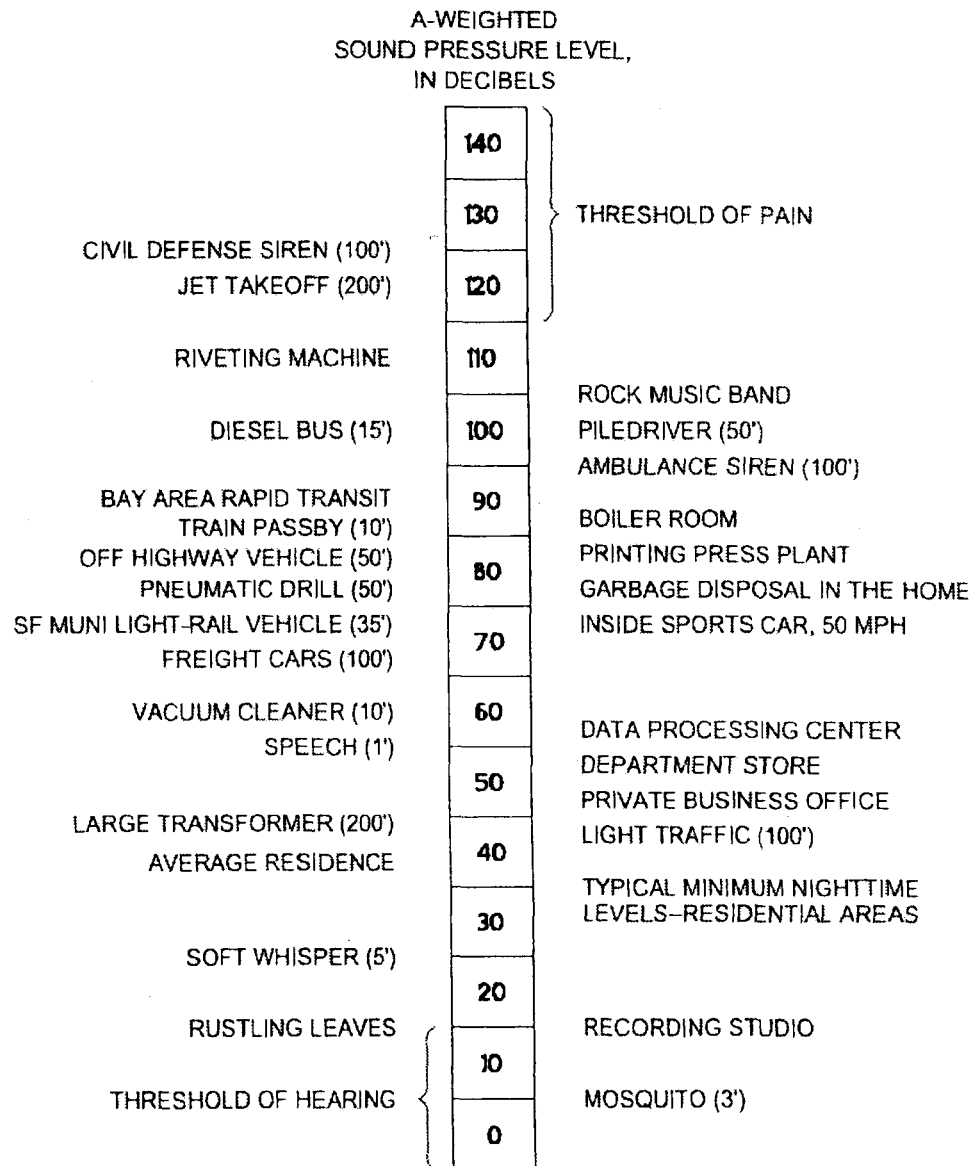 A-WEIGHTED
SOUND PRESSURE LEVEL,
IN DECIBELS
140
130
THRESHOLD OF PAIN
CIVIL DEFENSE SIREN (100')
JET TAKEOFF (200')
120
RIVETING MACHINE
110
ROCK MUSIC BAND
DIESEL BUS (15')
100
PILEDRIVER (50')
AMBULANCE SIREN (100')
BAY AREA RAPID TRANSIT
90
TRAIN PASSBY (10')
BOILER ROOM
OFF HIGHWAY VEHICLE (50')
PRINTING PRESS PLANT
80
PNEUMATIC DRILL (50')
GARBAGE DISPOSAL IN THE HOME
SF MUNI LIGHT-RAIL VEHICLE (35')
INSIDE SPORTS CAR, 50 MPH
70
FREIGHT CARS (100')
VACUUM CLEANER (10')
60
DATA PROCESSING CENTER
SPEECH (1')
DEPARTMENT STORE
50
PRIVATE BUSINESS OFFICE
LARGE TRANSFORMER (200')
LIGHT TRAFFIC (100')
40
AVERAGE RESIDENCE
TYPICAL MINIMUM NIGHTTIME
LEVELS–RESIDENTIAL AREAS
30
SOFT WHISPER (5')
20
RUSTLING LEAVES
RECORDING STUDIO
10
THRESHOLD OF HEARING
MOSQUITO (3')
0